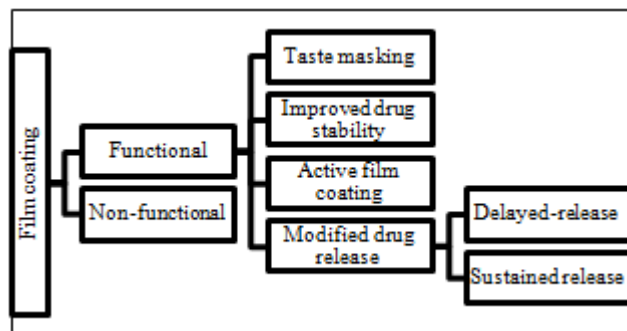 Film coating
Functional
Non-functional
Taste masking
Improved drug
stability
Active film
coating
Modified drug
release
Delayed-release
Sustained release